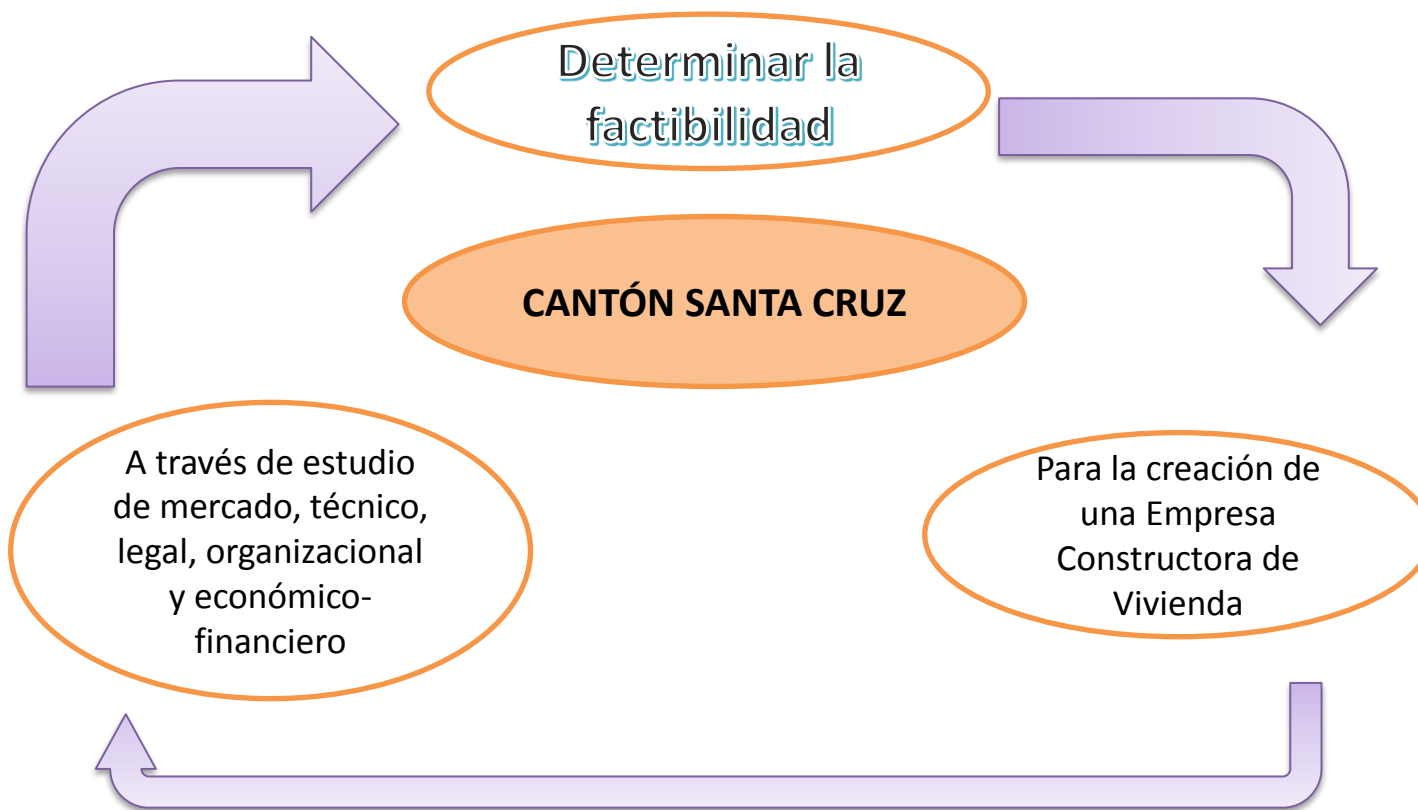 Determinar la
factibilidad
CANTÓN SANTA CRUZ
A través de estudio
de mercado, técnico,
legal, organizacional
y económico-
financiero
Para la creación de
una Empresa
Constructora de
Vivienda